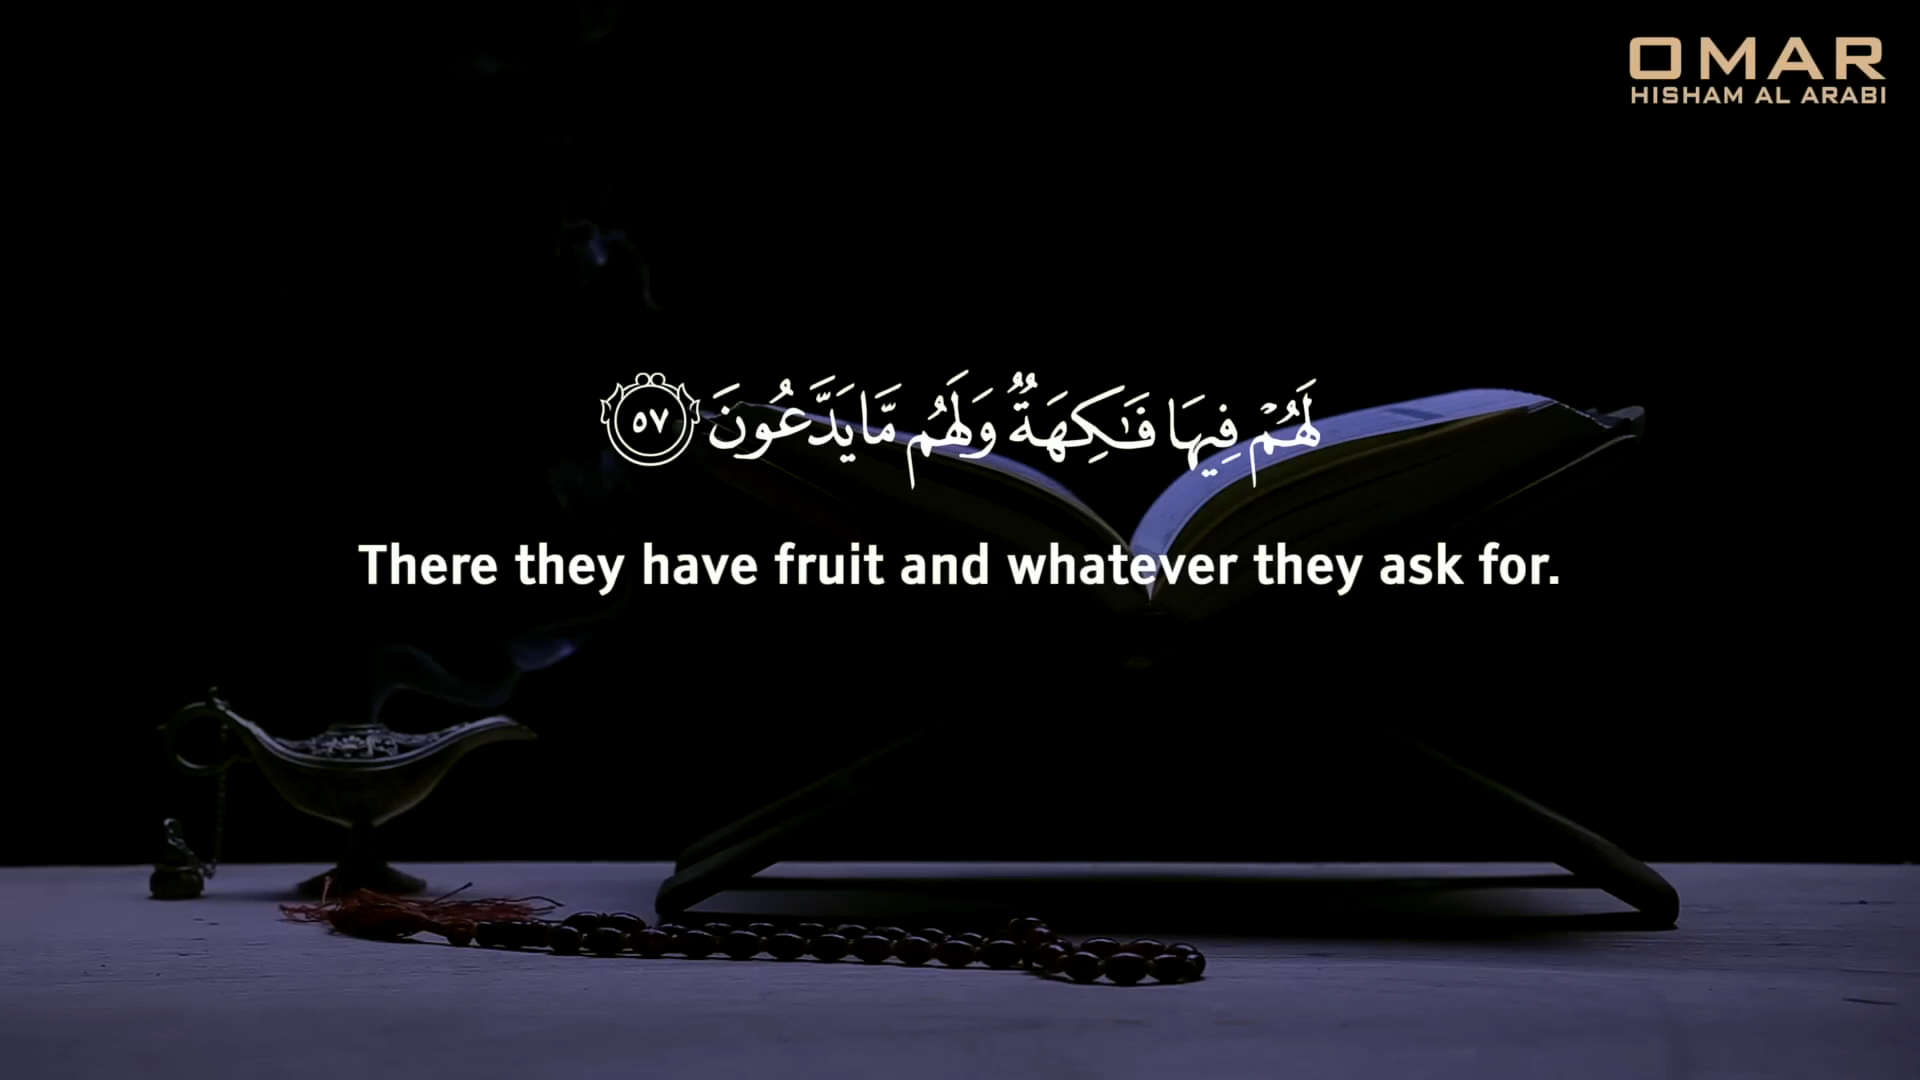 OMAR
HISHAM AL ARABI
لَهُمْ فِيهَا فَـٰكِهَةٌ وَلَهُم مَّا يَدَّعُونَ ٥٧
There they have fruit and whatever they ask for.